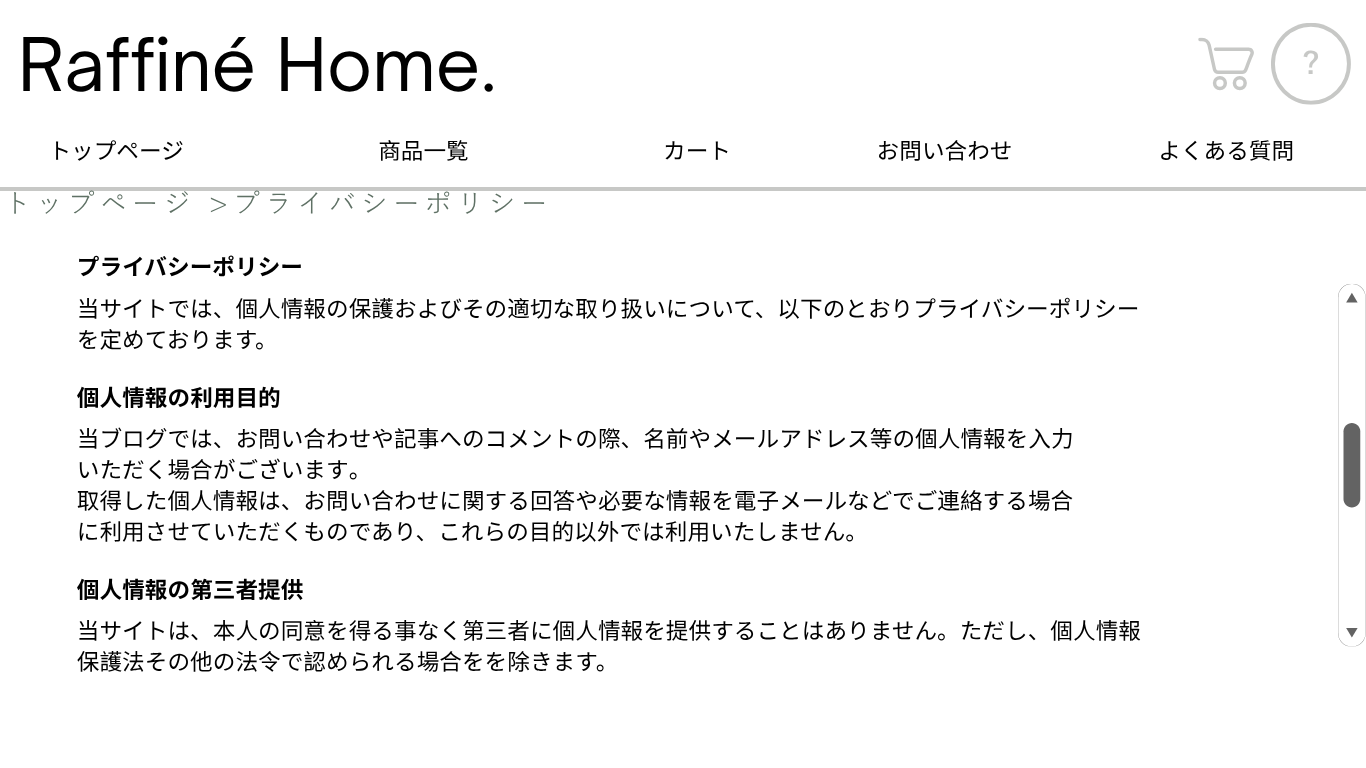 Raffiné Home.
?
トップページ 商品一覧 カート お問い合わせ よくある質問
トップページ >プライバシーポリシー
プライバシーポリシー
当サイトでは、個人情報の保護およびその適切な取り扱いについて、以下のとおりプライバシーポリシー
を定めております。
個人情報の利用目的
当ブログでは、お問い合わせや記事へのコメントの際、名前やメールアドレス等の個人情報を入力
いただく場合がございます。
取得した個人情報は、お問い合わせに関する回答や必要な情報を電子メールなどでご連絡する場合
に利用させていただくものであり、これらの目的以外では利用いたしません。
個人情報の第三者提供
当サイトは、本人の同意を得る事なく第三者に個人情報を提供することはありません。ただし、個人情報
保護法その他の法令で認められる場合をを除きます。